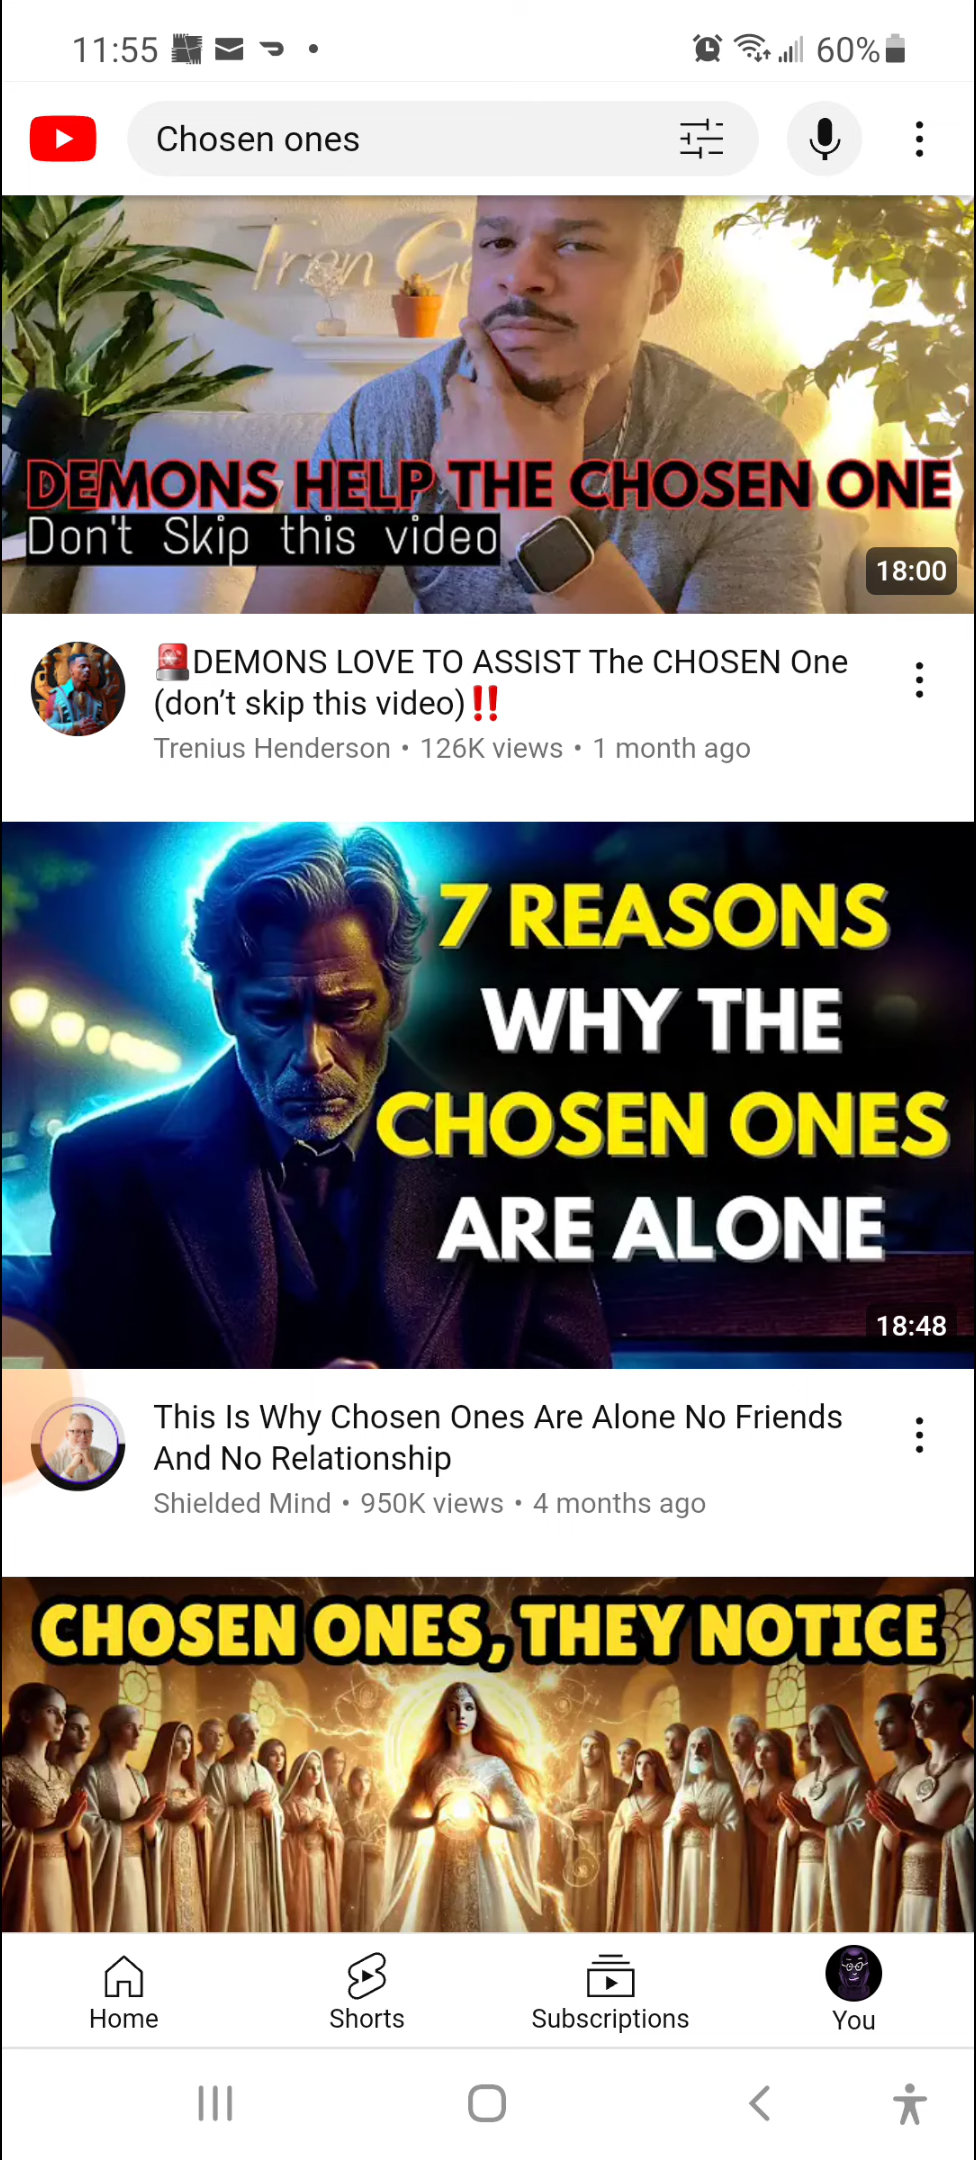 11:55
60%
Chosen ones
DEMONS HELP THE CHOSEN ONE
Don't Skip this video
18:00
🚨DEMONS LOVE TO ASSIST The CHOSEN One
(don’t skip this video)‼️
Trenius Henderson • 126K views • 1 month ago
7 REASONS
WHY THE
CHOSEN ONES
ARE ALONE
18:48
This Is Why Chosen Ones Are Alone No Friends
And No Relationship
Shielded Mind • 950K views • 4 months ago
CHOSEN ONES, THEY NOTICE
Home
Shorts
Subscriptions
You